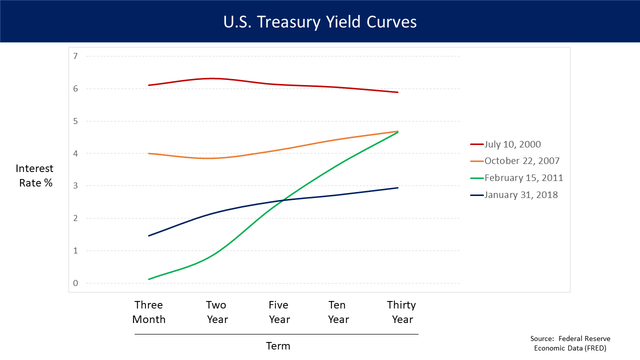 U.S. Treasury Yield Curves
7
6
5
4
3
2
1
0
Interest
Rate %
July 10, 2000
October 22, 2007
February 15, 2011
January 31, 2018
Three Two Five Ten Thirty
Month Year Year Year Year
Term
Source: Federal Reserve
Economic Data (FRED)